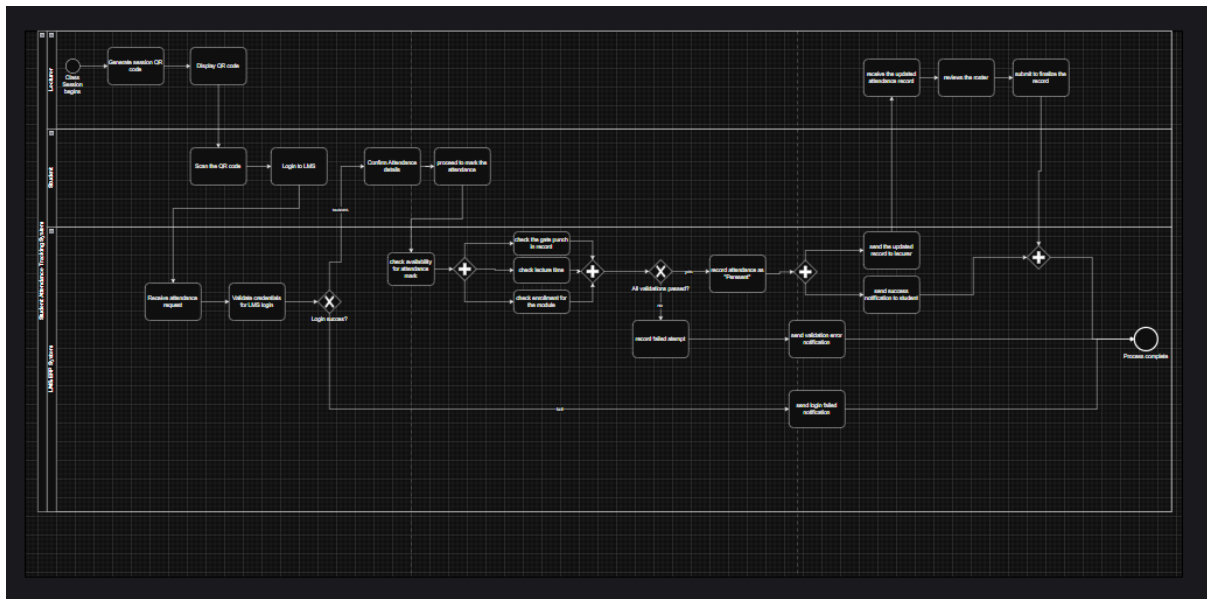 Student Attendance Tracking System
Lecturer
Class
Session
begins
Generate session QR
code
Display QR code
receive the updated
attendance record
reviews the roster
submit to finalize the
record
Student
Scan the QR code
Login to LMS
Confirm Attendance
details
proceed to mark the
attendance
LMS/ERP System
Receive attendance
request
Validate credentials
for LMS login
Login success?
check availability
for attendance
mark
check the gate punch
in record
check lecture time
check enrollment for
the module
All validations passed?
yes
no
record attendance as
record failed atempt
send the updated
record to lecurer
send success
notification to student
send validation error
notification
send login failed
notification
Process complete